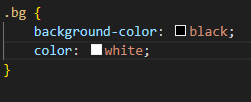 .bg {
    background-color: black;
    color: white;
}